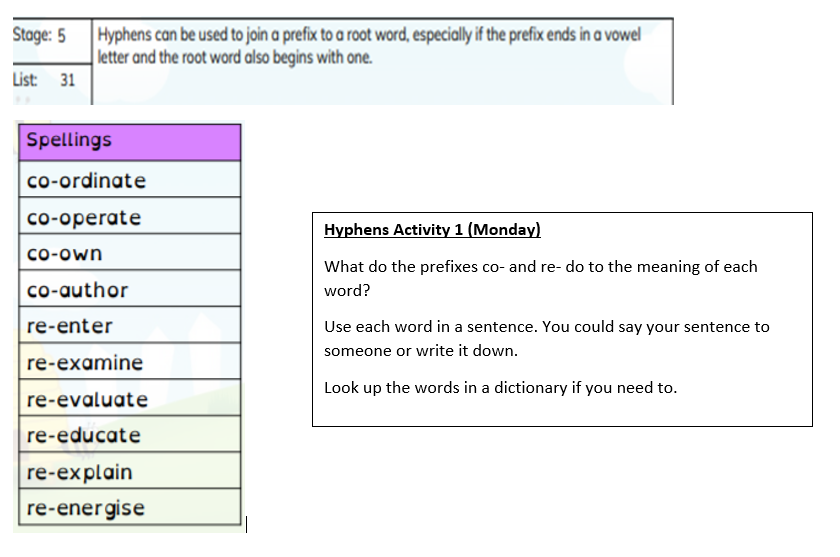 Stage: 5
Hyphens can be used to join a prefix to a root word, especially if the prefix ends in a vowel
letter and the root word also begins with one.
List: 31
Spellings
co-ordinate
co-operate
co-own
co-author
re-enter
re-examine
re-evaluate
re-educate
re-explain
re-energise
Hyphens Activity 1 (Monday)
What do the prefixes co- and re- do to the meaning of each
word?
Use each word in a sentence. You could say your sentence to
someone or write it down.
Look up the words in a dictionary if you need to.